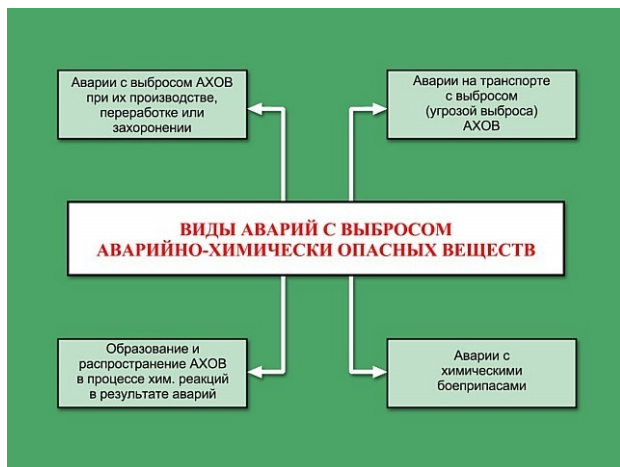 Аварии с выбросом АХОВ
при их производстве,
переработке или
захоронении
Аварии на транспорте
с выбросом
(угрозой выброса)
АХОВ
ВИДЫ АВАРИЙ С ВЫБРОСОМ
АВАРИЙНО-ХИМИЧЕСКИ ОПАСНЫХ ВЕЩЕСТВ
Образование и
распространение АХОВ
в процессе хим. реакций
в результате аварий
Аварии с
химическими
боеприпасами